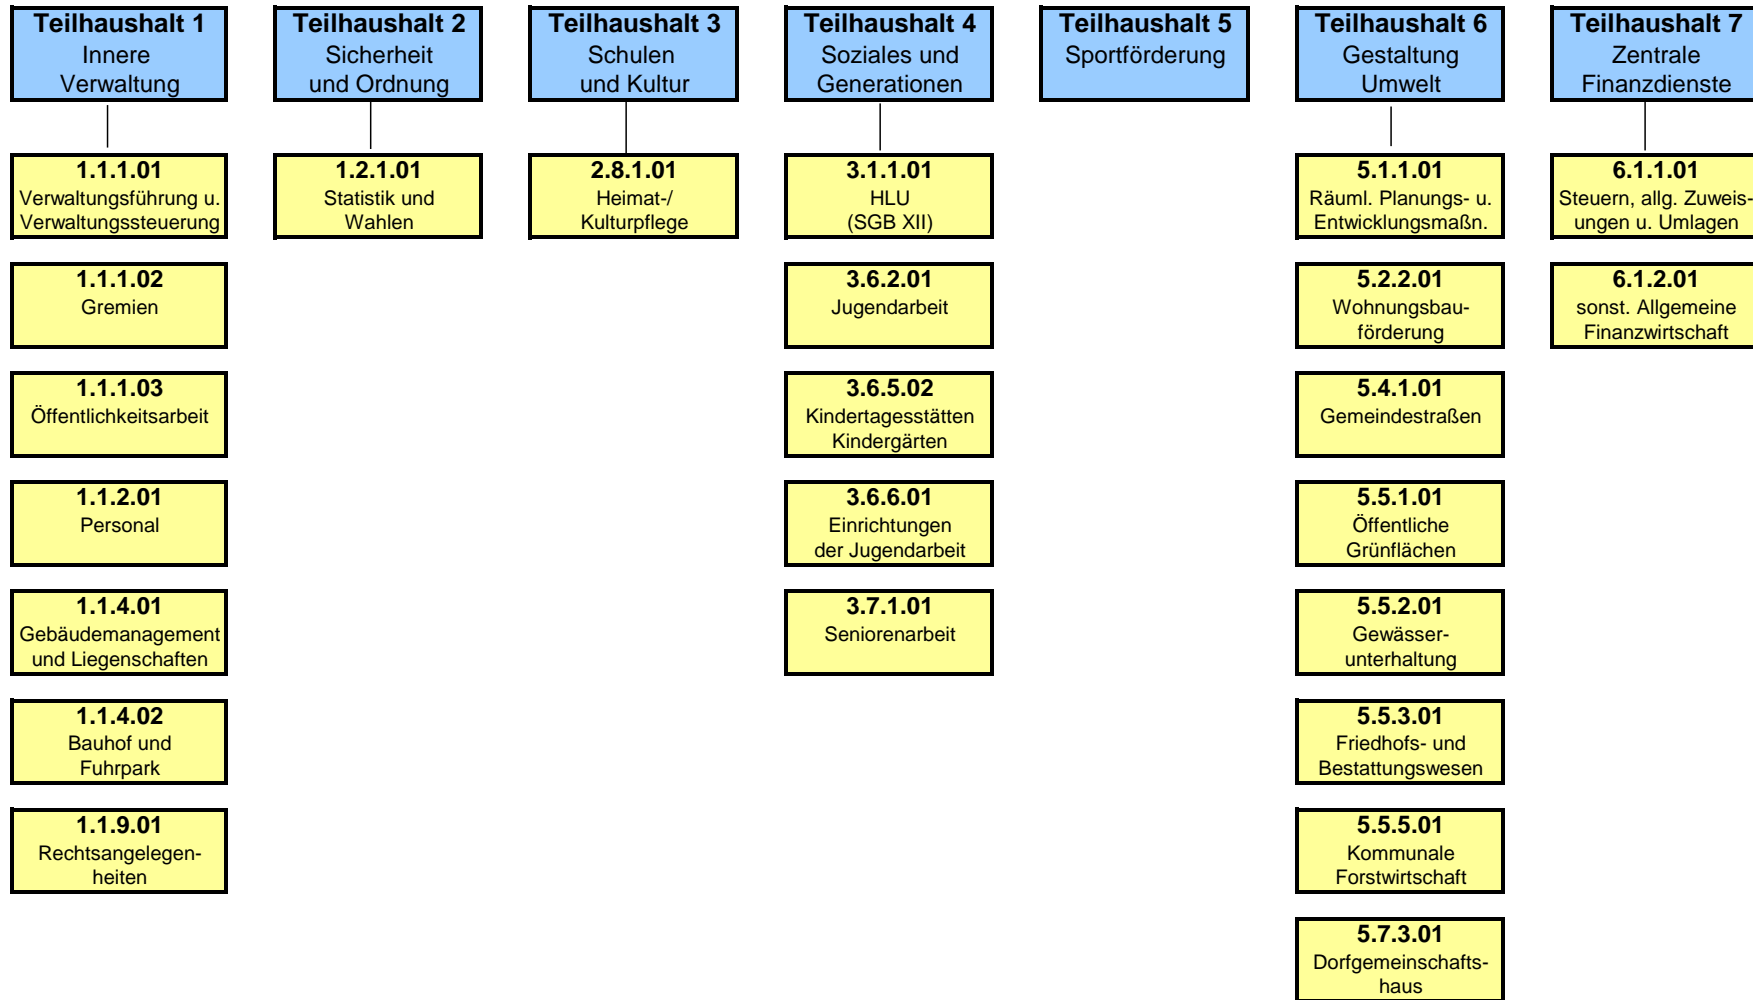 Teilhaushalt 1
Innere
Verwaltung
1.1.1.01
Verwaltungsführung u.
Verwaltungssteuerung
1.1.1.02
Gremien
1.1.1.03
Öffentlichkeitsarbeit
1.1.2.01
Personal
1.1.4.01
Gebäudemanagement
und Liegenschaften
1.1.4.02
Bauhof und
Fuhrpark
1.1.9.01
Rechtsangelegen-
heiten
Teilhaushalt 2
Sicherheit
und Ordnung
1.2.1.01
Statistik und
Wahlen
Teilhaushalt 3
Schulen
und Kultur
2.8.1.01
Heimat-/
Kulturpflege
Teilhaushalt 4
Soziales und
Generationen
3.1.1.01
HLU
(SGB XII)
3.6.2.01
Jugendarbeit
3.6.5.02
Kindertagesstätten
Kindergärten
3.6.6.01
Einrichtungen
der Jugendarbeit
3.7.1.01
Seniorenarbeit
Teilhaushalt 5
Sportförderung
Teilhaushalt 6
Gestaltung
Umwelt
5.1.1.01
Räuml. Planungs- u.
Entwicklungsmaßn.
5.2.2.01
Wohnungsbau-
förderung
5.4.1.01
Gemeindestraßen
5.5.1.01
Öffentliche
Grünflächen
5.5.2.01
Gewässer-
unterhaltung
5.5.3.01
Friedhofs- und
Bestattungswesen
5.5.5.01
Kommunale
Forstwirtschaft
5.7.3.01
Dorfgemeinschafts-
haus
Teilhaushalt 7
Zentrale
Finanzdienste
6.1.1.01
Steuern, allg. Zuweis-
ungen u. Umlagen
6.1.2.01
sonst. Allgemeine
Finanzwirtschaft